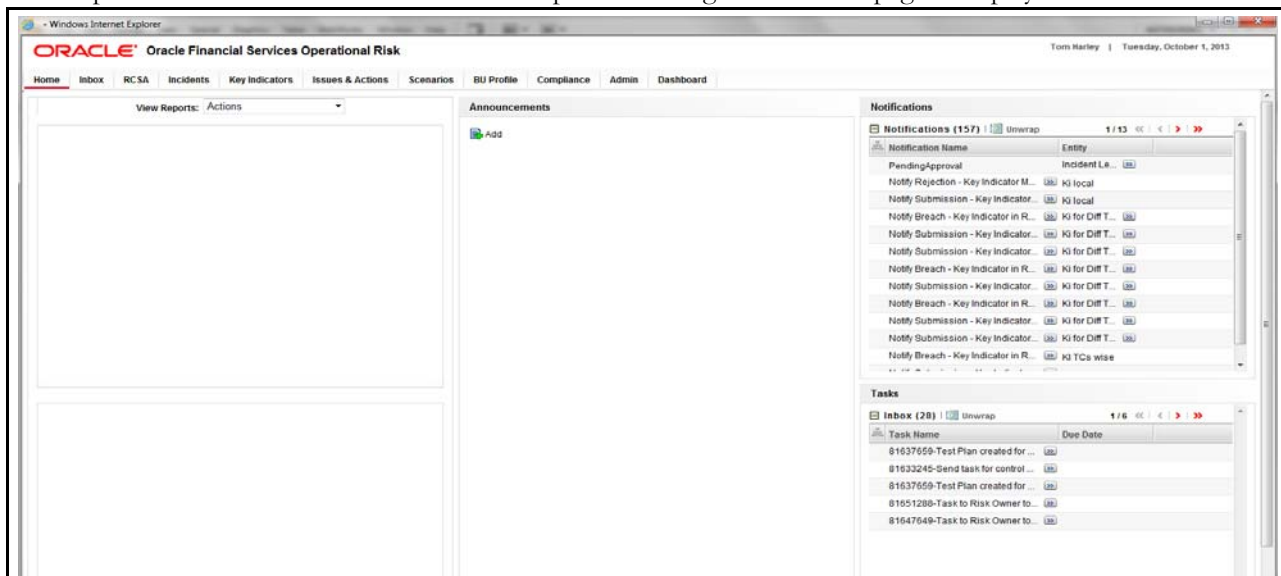 - Windows Internet Explorer
ORACLE Oracle Financial Services Operational Risk
Tom Harley | Tuesday, October 1, 2013
Home Inbox RCSA Incidents Key Indicators Issues & Actions Scenarios BU Profile Compliance Admin Dashboard
View Reports: Actions
Announcements
Add
Notifications
Notifications (157) | Unwrap 1 / 13
Notification Name Entity
PendingApproval Incident Le...
Notify Rejection - Key Indicator M... Ki local
Notify Submission - Key Indicator... Ki local
Notify Breach - Key Indicator in R... Ki for Diff T...
Notify Submission - Key Indicator... Ki for Diff T...
Notify Submission - Key Indicator... Ki for Diff T...
Notify Breach - Key Indicator in R... Ki for Diff T...
Notify Submission - Key Indicator... Ki for Diff T...
Notify Breach - Key Indicator in R... Ki for Diff T...
Notify Submission - Key Indicator... Ki for Diff T...
Notify Submission - Key Indicator... Ki for Diff T...
Notify Breach - Key Indicator in R... KI TCs wise
Tasks
Inbox (28) | Unwrap 1 / 6
Task Name Due Date
81637659-Test Plan created for ...
81633245-Send task for control ...
81637659-Test Plan created for ...
81651288-Task to Risk Owner to...
81647649-Task to Risk Owner to...